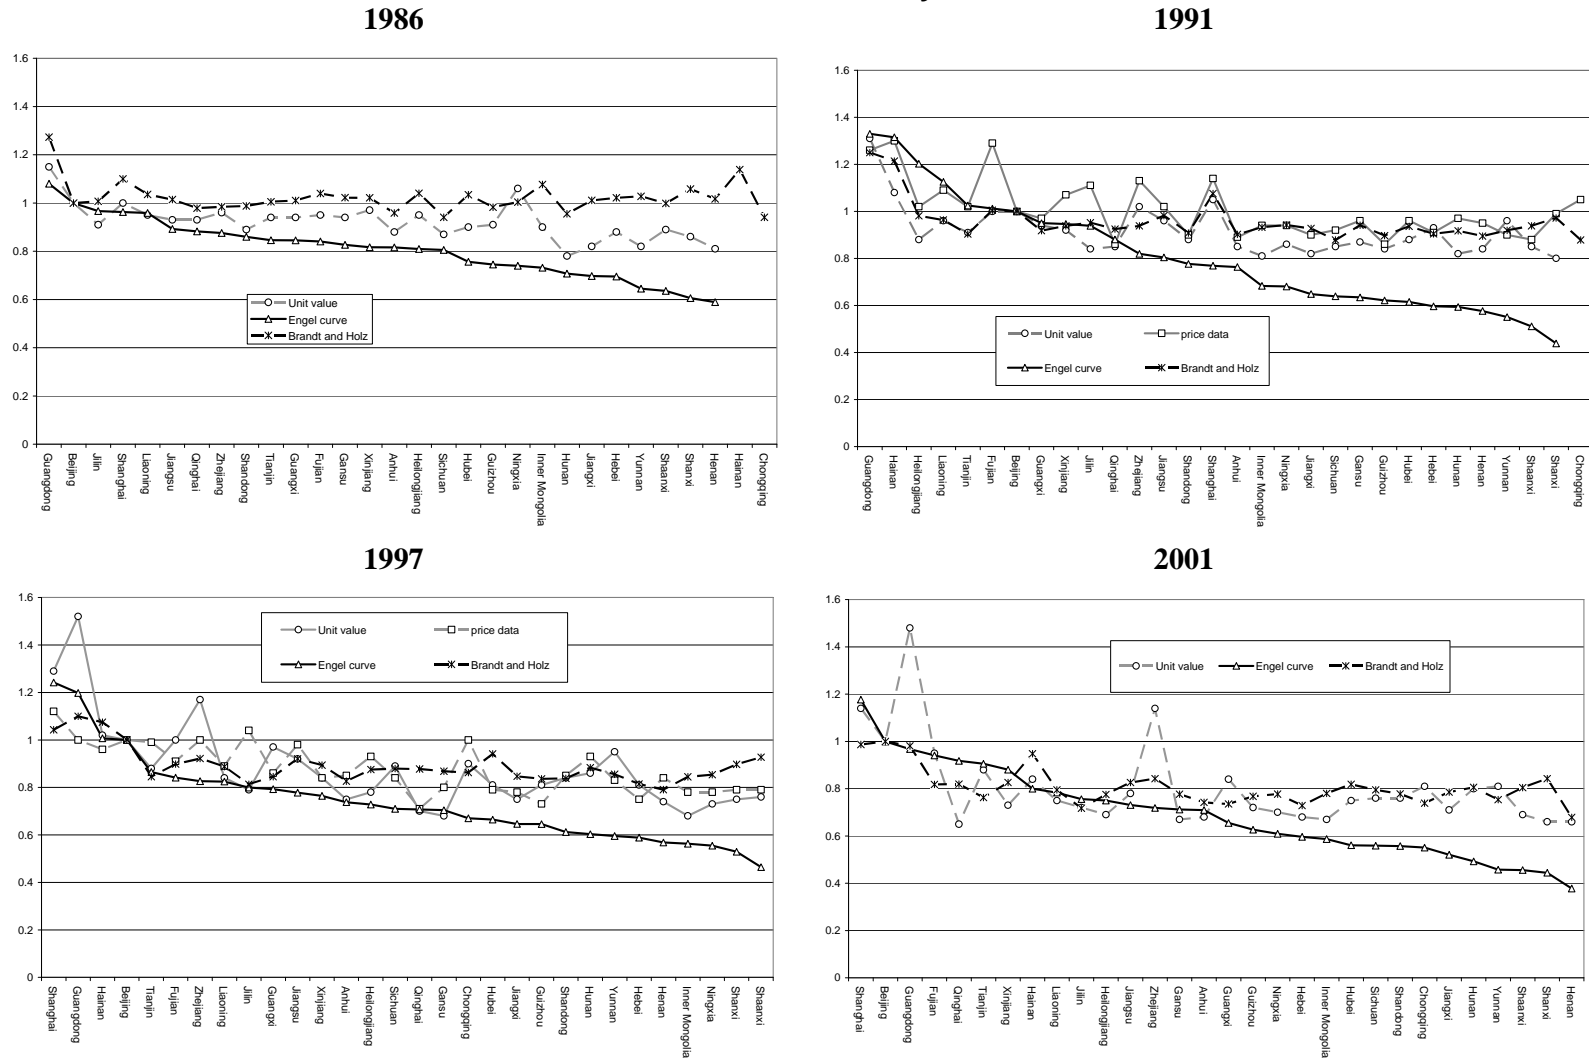 1986
1.6
1.4
1.2
1
0.8
0.6
0.4
0.2
0
Unit value
Engel curve
Brandt and Holz
Guangdong
Beijing
Jilin
Shanghai
Liaoning
Jiangsu
Qinghai
Zhejiang
Shandong
Tianjin
Guangxi
Fujian
Gansu
Xinjiang
Anhui
Heilongjiang
Sichuan
Hubei
Guizhou
Ningxia
Inner Mongolia
Hunan
Jiangxi
Hebei
Yunnan
Shaanxi
Shanxi
Henan
Hainan
Chongqing
1991
1.6
1.4
1.2
1
0.8
0.6
0.4
0.2
0
Unit value
price data
Engel curve
Brandt and Holz
Guangdong
Hainan
Heilongjiang
Liaoning
Tianjin
Fujian
Beijing
Guangxi
Xinjiang
Jilin
Qinghai
Zhejiang
Jiangsu
Shandong
Shanghai
Anhui
Inner Mongolia
Ningxia
Jiangxi
Sichuan
Gansu
Guizhou
Hubei
Hebei
Hunan
Henan
Yunnan
Shaanxi
Shanxi
Chongqing
1997
1.6
1.4
1.2
1
0.8
0.6
0.4
0.2
0
Unit value
price data
Engel curve
Brandt and Holz
Shanghai
Guangdong
Hainan
Beijing
Tianjin
Fujian
Zhejiang
Liaoning
Jilin
Guangxi
Jiangsu
Xinjiang
Anhui
Heilongjiang
Sichuan
Qinghai
Gansu
Chongqing
Hubei
Jiangxi
Guizhou
Shandong
Hunan
Yunnan
Hebei
Henan
Inner Mongolia
Ningxia
Shanxi
Shaanxi
2001
1.6
1.4
1.2
1
0.8
0.6
0.4
0.2
0
Unit value
Engel curve
Brandt and Holz
Shanghai
Beijing
Guangdong
Fujian
Qinghai
Tianjin
Xinjiang
Hainan
Liaoning
Jilin
Heilongjiang
Jiangsu
Zhejiang
Gansu
Anhui
Guangxi
Guizhou
Ningxia
Hebei
Inner Mongolia
Hubei
Sichuan
Shandong
Chongqing
Jiangxi
Hunan
Yunnan
Shaanxi
Shanxi
Henan